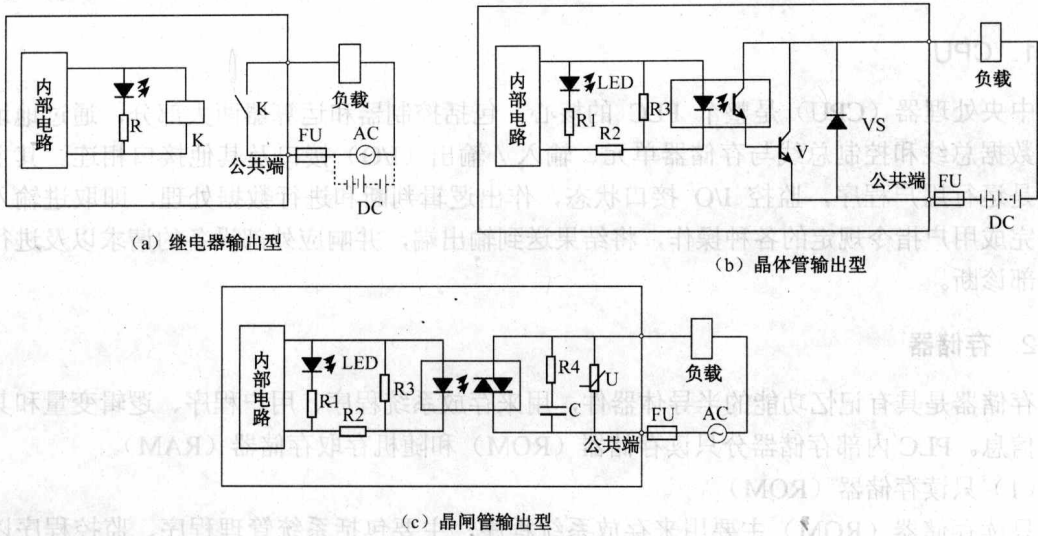 内部电路
R
K
K
负载
FU
AC
公共端
DC
(a) 继电器输出型
内部电路
LED
R1
R2
R3
V
VS
负载
公共端
FU
DC
(b) 晶体管输出型
内部电路
LED
R1
R2
R3
R4
U
C
负载
公共端
FU
AC
(c) 晶闸管输出型